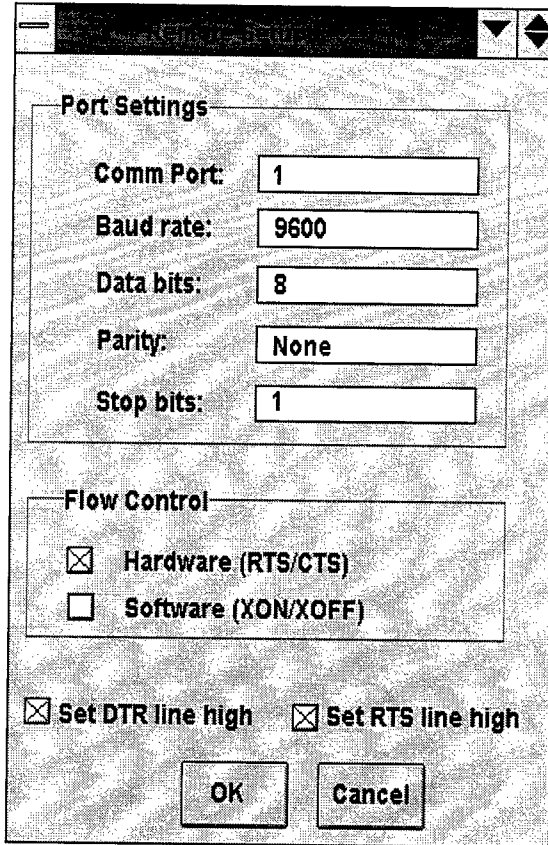 Port Settings
Comm Port: 1
Baud rate: 9600
Data bits: 8
Parity: None
Stop bits: 1
Flow Control
Hardware (RTS/CTS)
Software (XON/XOFF)
Set DTR line high Set RTS line high
OK Cancel